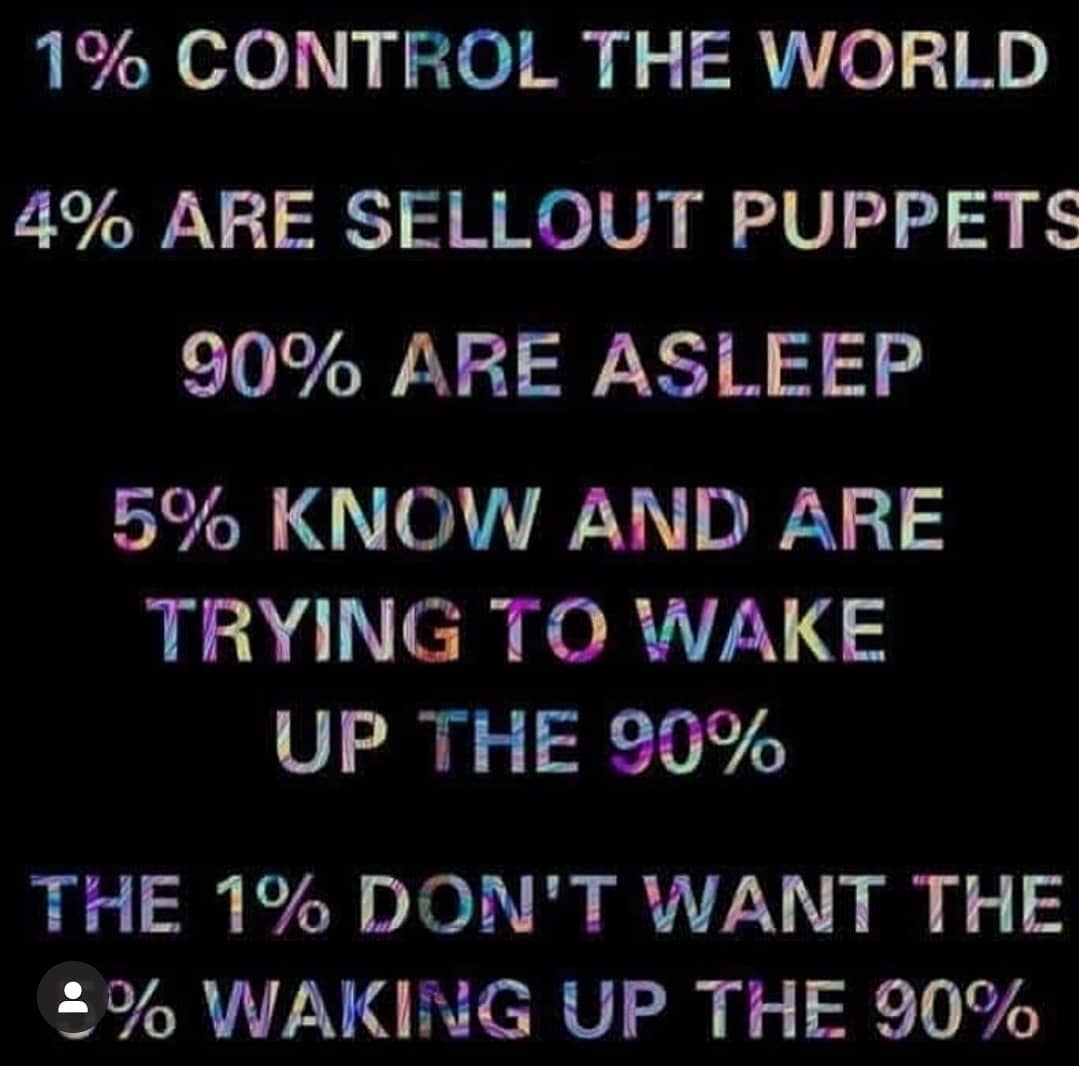 1% CONTROL THE WORLD
4% ARE SELLOUT PUPPETS
90% ARE ASLEEP
5% KNOW AND ARE
TRYING TO WAKE
UP THE 90%
THE 1% DON'T WANT THE
% WAKING UP THE 90%